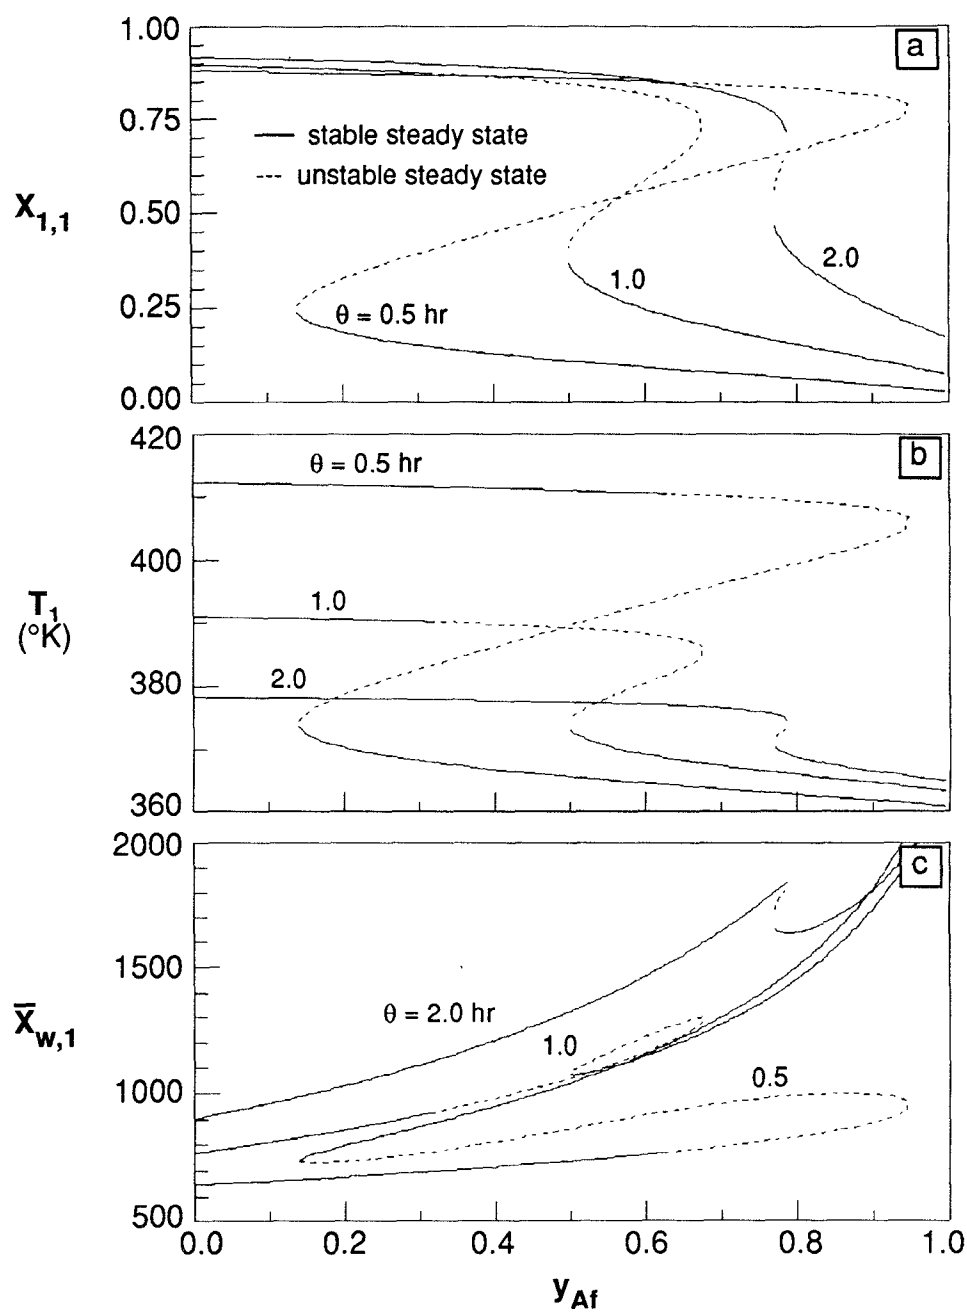 1.00
a
0.75
stable steady state
unstable steady state
X1,1
0.50
2.0
1.0
0.25
θ = 0.5 hr
0.00
420
b
θ = 0.5 hr
400
1.0
T1
(°K)
380
2.0
360
2000
c
1500
X̅w,1
θ = 2.0 hr
1.0
0.5
1000
500
0.0 0.2 0.4 0.6 0.8 1.0
yAf